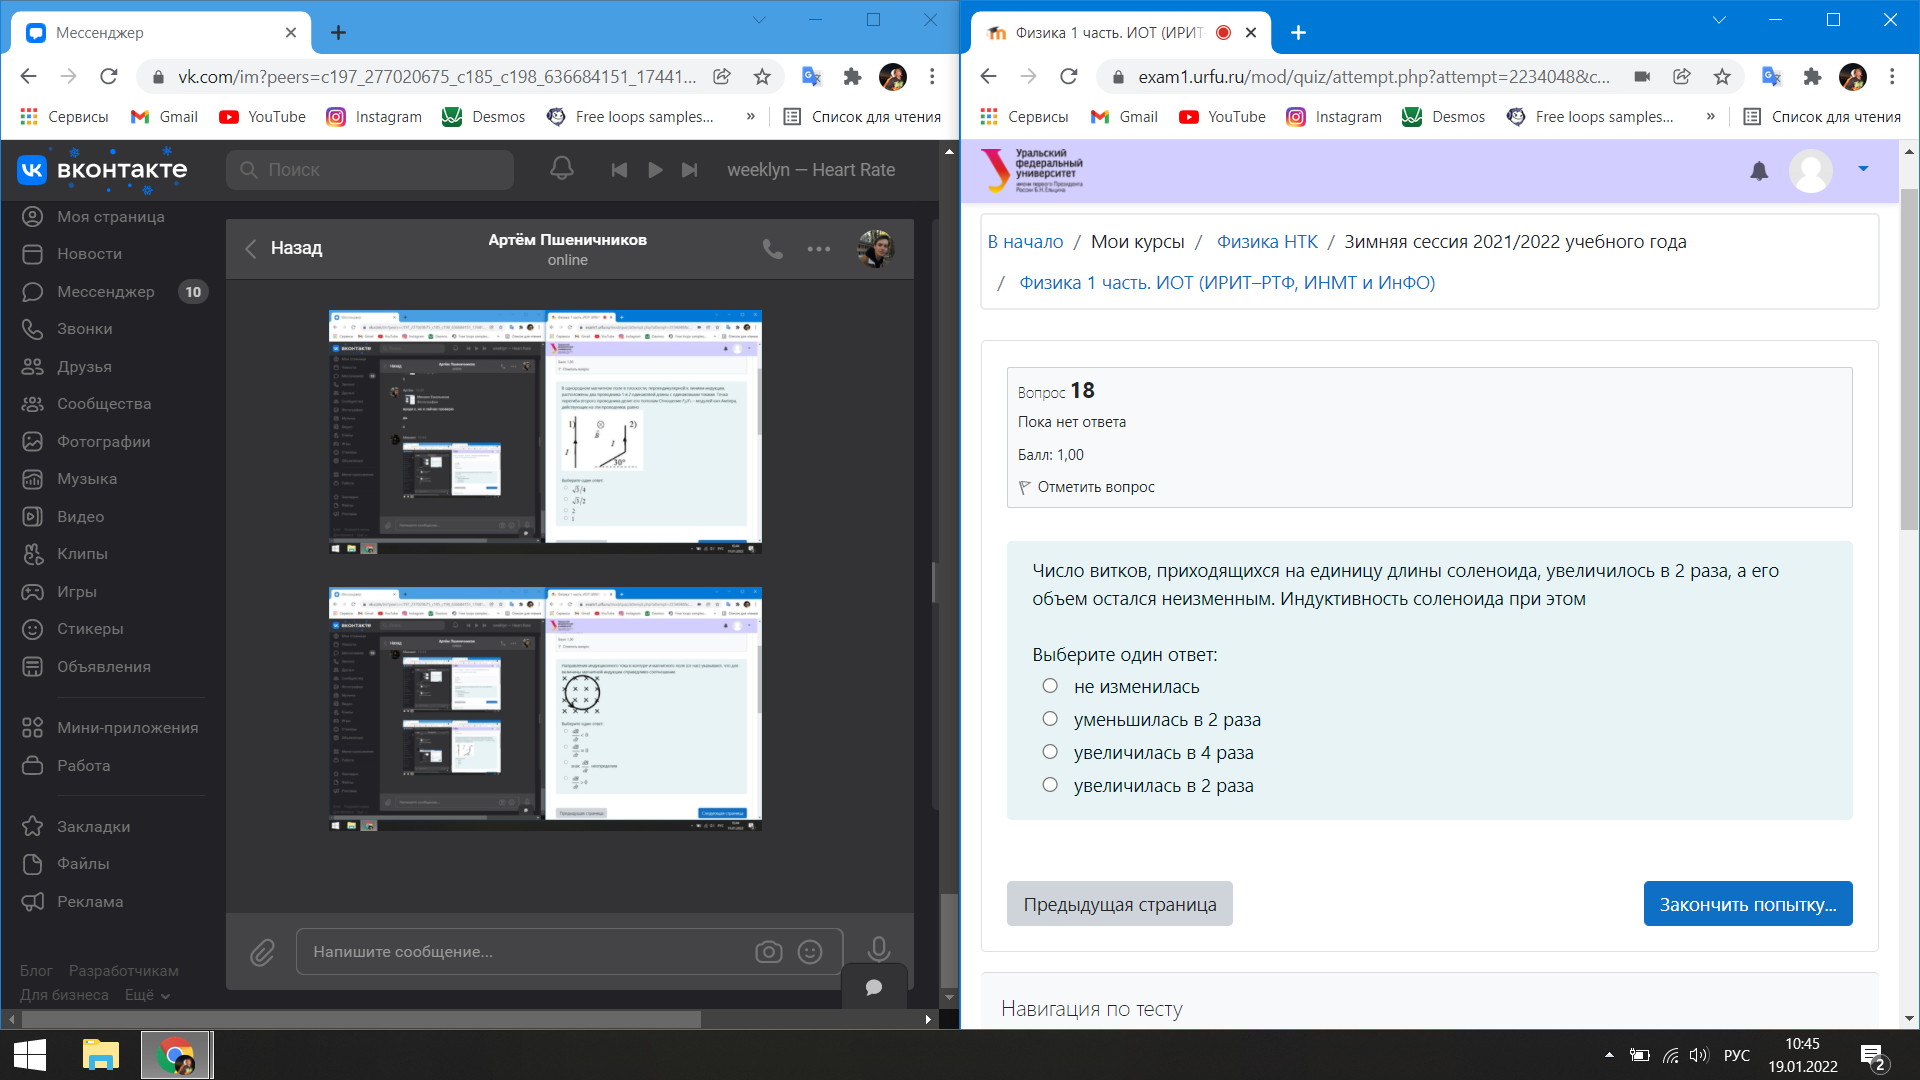 Мессенджер
vk.com/im?peers=c197_277020675_c185_c198_636684151_17441...
Сервисы
Gmail
YouTube
Instagram
Desmos
Free loops samples...
»
Список для чтения
вконтакте
Поиск
weeklyn — Heart Rate
Моя страница
Новости
Мессенджер
10
Звонки
Друзья
Сообщества
Фотографии
Музыка
Видео
Клипы
Игры
Стикеры
Объявления
Мини-приложения
Работа
Закладки
Файлы
Реклама
Блог Разработчикам
Для бизнеса Ещё
Назад
Артём Пшеничников
online
Напишите сообщение...
Физика 1 часть. ИОТ (ИРИТ-
exam1.urfu.ru/mod/quiz/attempt.php?attempt=2234048&c...
Сервисы
Gmail
YouTube
Instagram
Desmos
Free loops samples...
»
Список для чтения
Уральский
федеральный
университет
имени первого Президента
России Б.Н.Ельцина
В начало / Мои курсы / Физика НТК / Зимняя сессия 2021/2022 учебного года
/ Физика 1 часть. ИОТ (ИРИТ–РТФ, ИНМТ и ИнФО)
Вопрос 18
Пока нет ответа
Балл: 1,00
Отметить вопрос
Число витков, приходящихся на единицу длины соленоида, увеличилось в 2 раза, а его
объем остался неизменным. Индуктивность соленоида при этом
Выберите один ответ:
не изменилась
уменьшилась в 2 раза
увеличилась в 4 раза
увеличилась в 2 раза
Предыдущая страница
Закончить попытку...
Навигация по тесту
РУС
10:45
19.01.2022
2